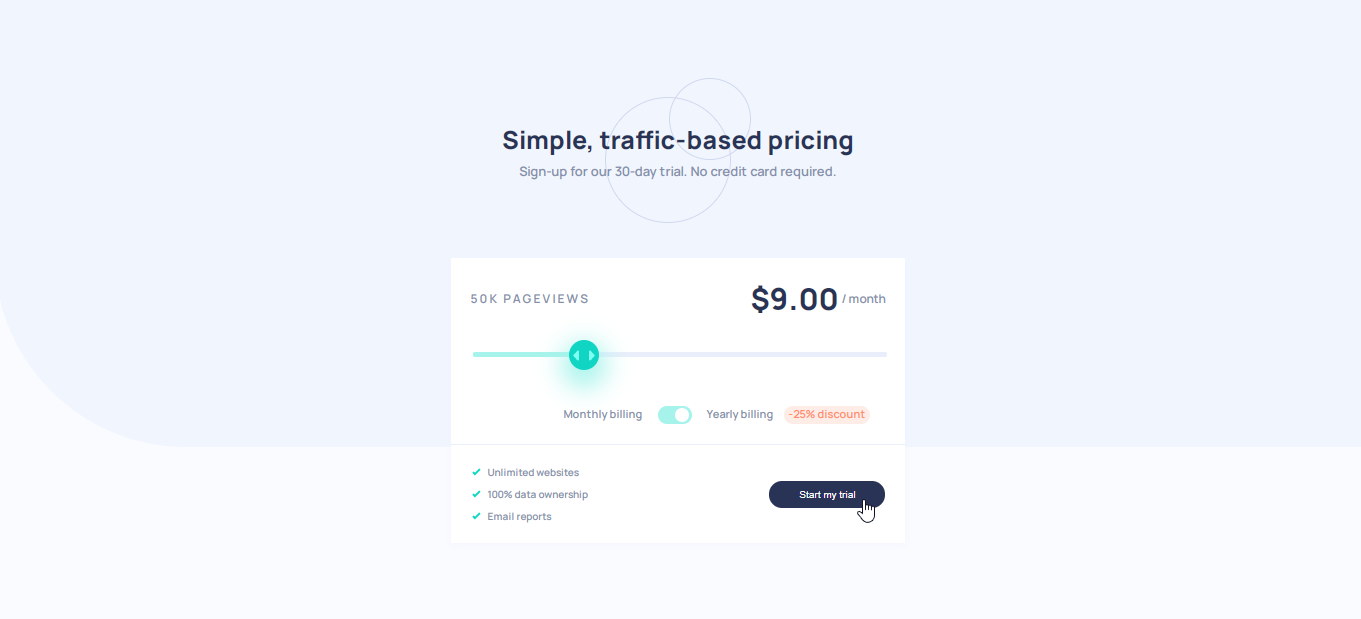 Simple, traffic-based pricing
Sign-up for our 30-day trial. No credit card required.
50K PAGEVIEWS
$9.00 / month
Monthly billing
Yearly billing
-25% discount
Unlimited websites
100% data ownership
Email reports
Start my trial